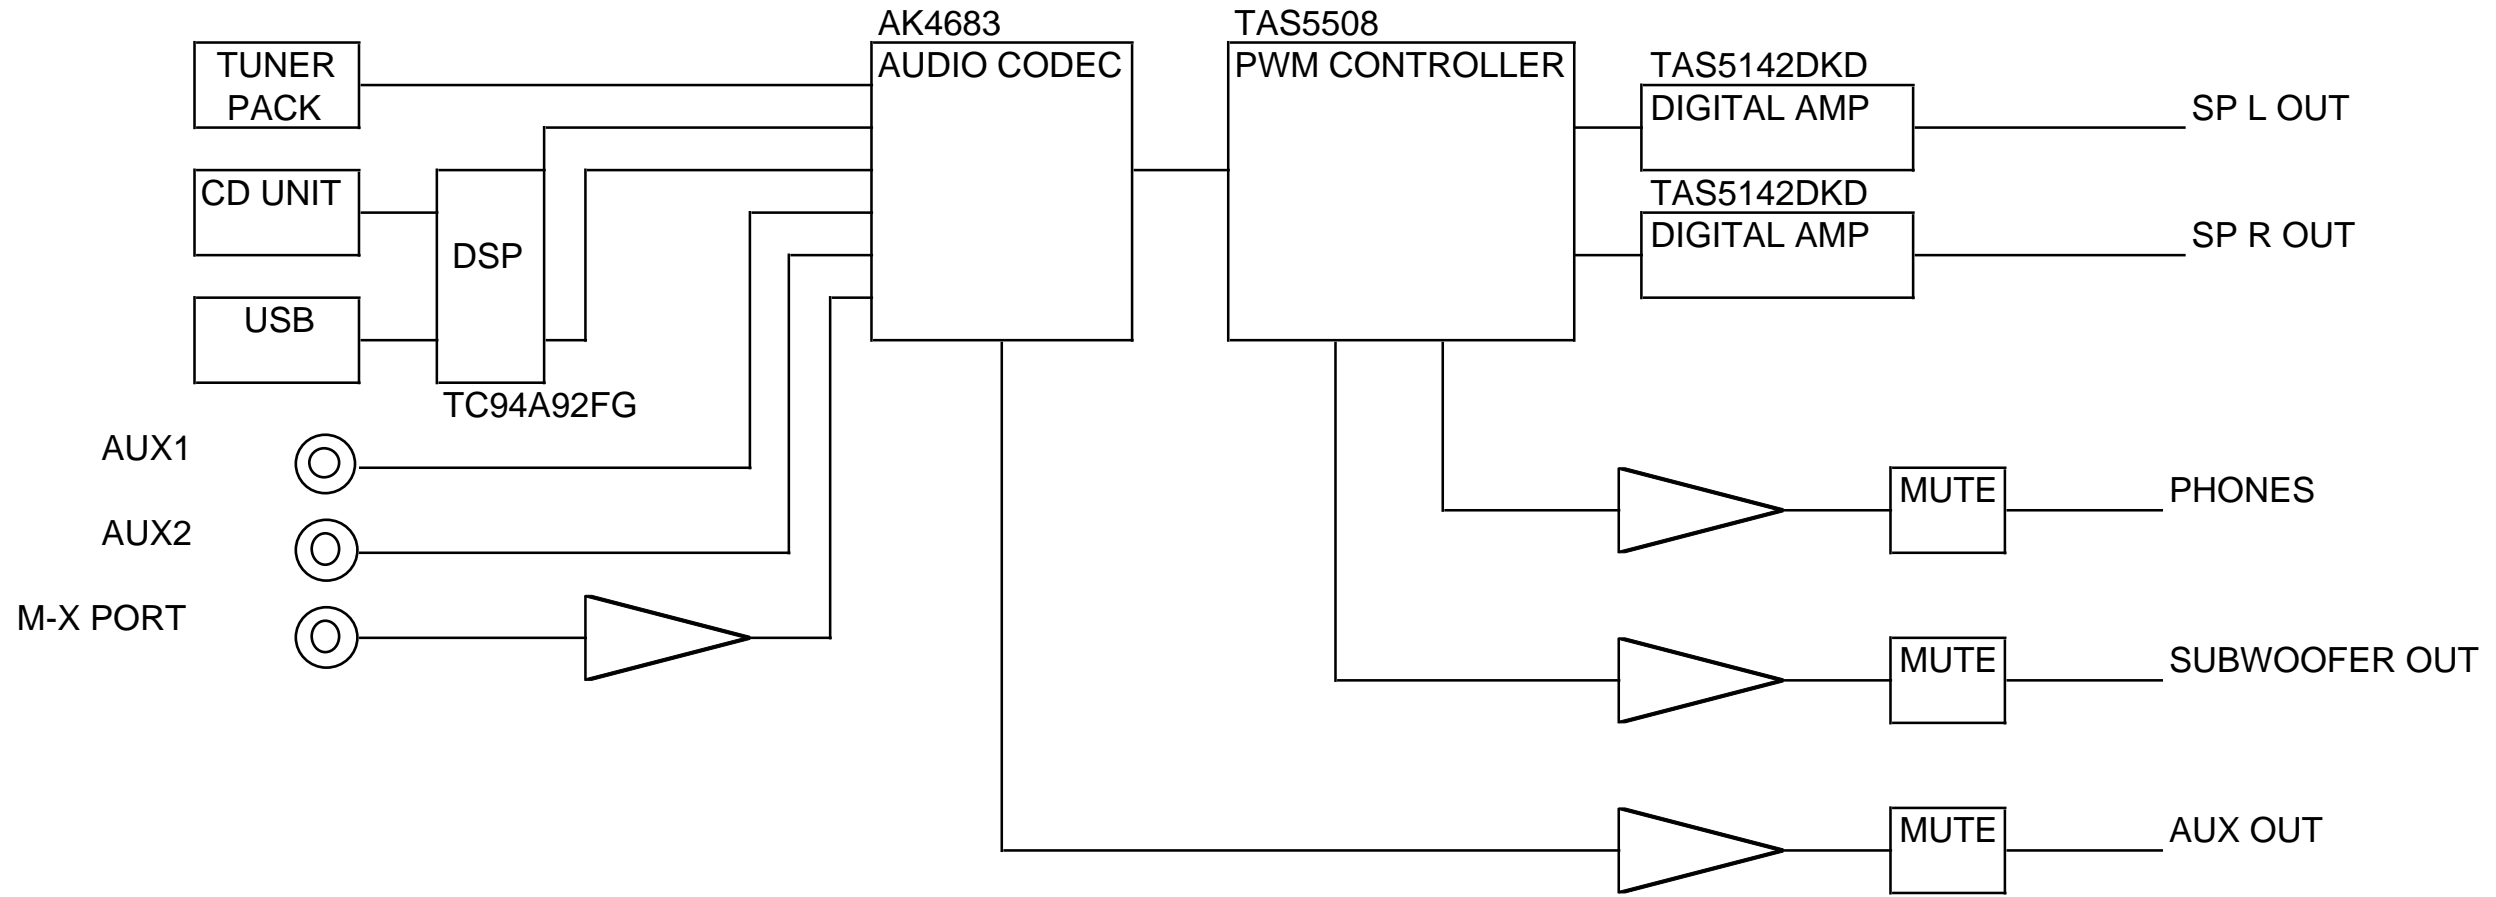 AK4683
TAS5508
TUNER
PACK
AUDIO CODEC
PWM CONTROLLER
TAS5142DKD
DIGITAL AMP
SP L OUT
CD UNIT
TAS5142DKD
DIGITAL AMP
SP R OUT
DSP
USB
TC94A92FG
AUX1
MUTE
PHONES
AUX2
M-X PORT
MUTE
SUBWOOFER OUT
MUTE
AUX OUT